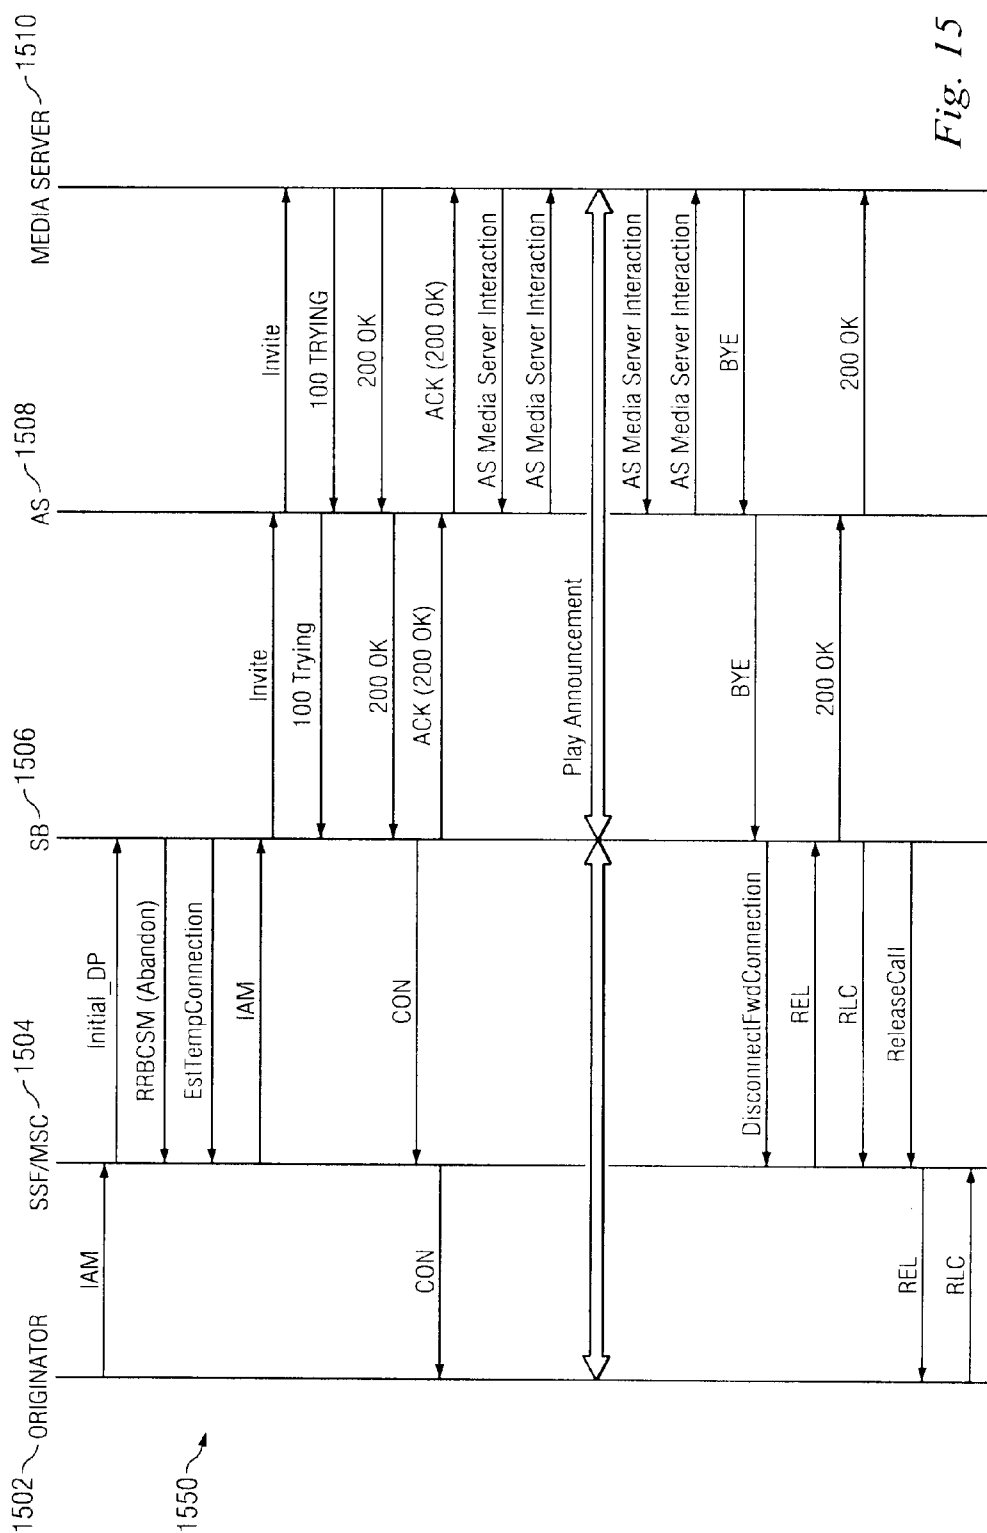 1502 ORIGINATOR
SSF/MSC 1504
SB 1506
AS 1508
MEDIA SERVER 1510
1550
IAM
Initial_DP
RRBCSM (Abandon)
EstTempConnection
IAM
Invite
Invite
100 Trying
100 TRYING
200 OK
200 OK
CON
CON
ACK (200 OK)
ACK (200 OK)
AS Media Server Interaction
AS Media Server Interaction
Play Announcement
AS Media Server Interaction
AS Media Server Interaction
BYE
BYE
DisconnectFwdConnection
REL
200 OK
RLC
200 OK
ReleaseCall
REL
RLC
Fig. 15